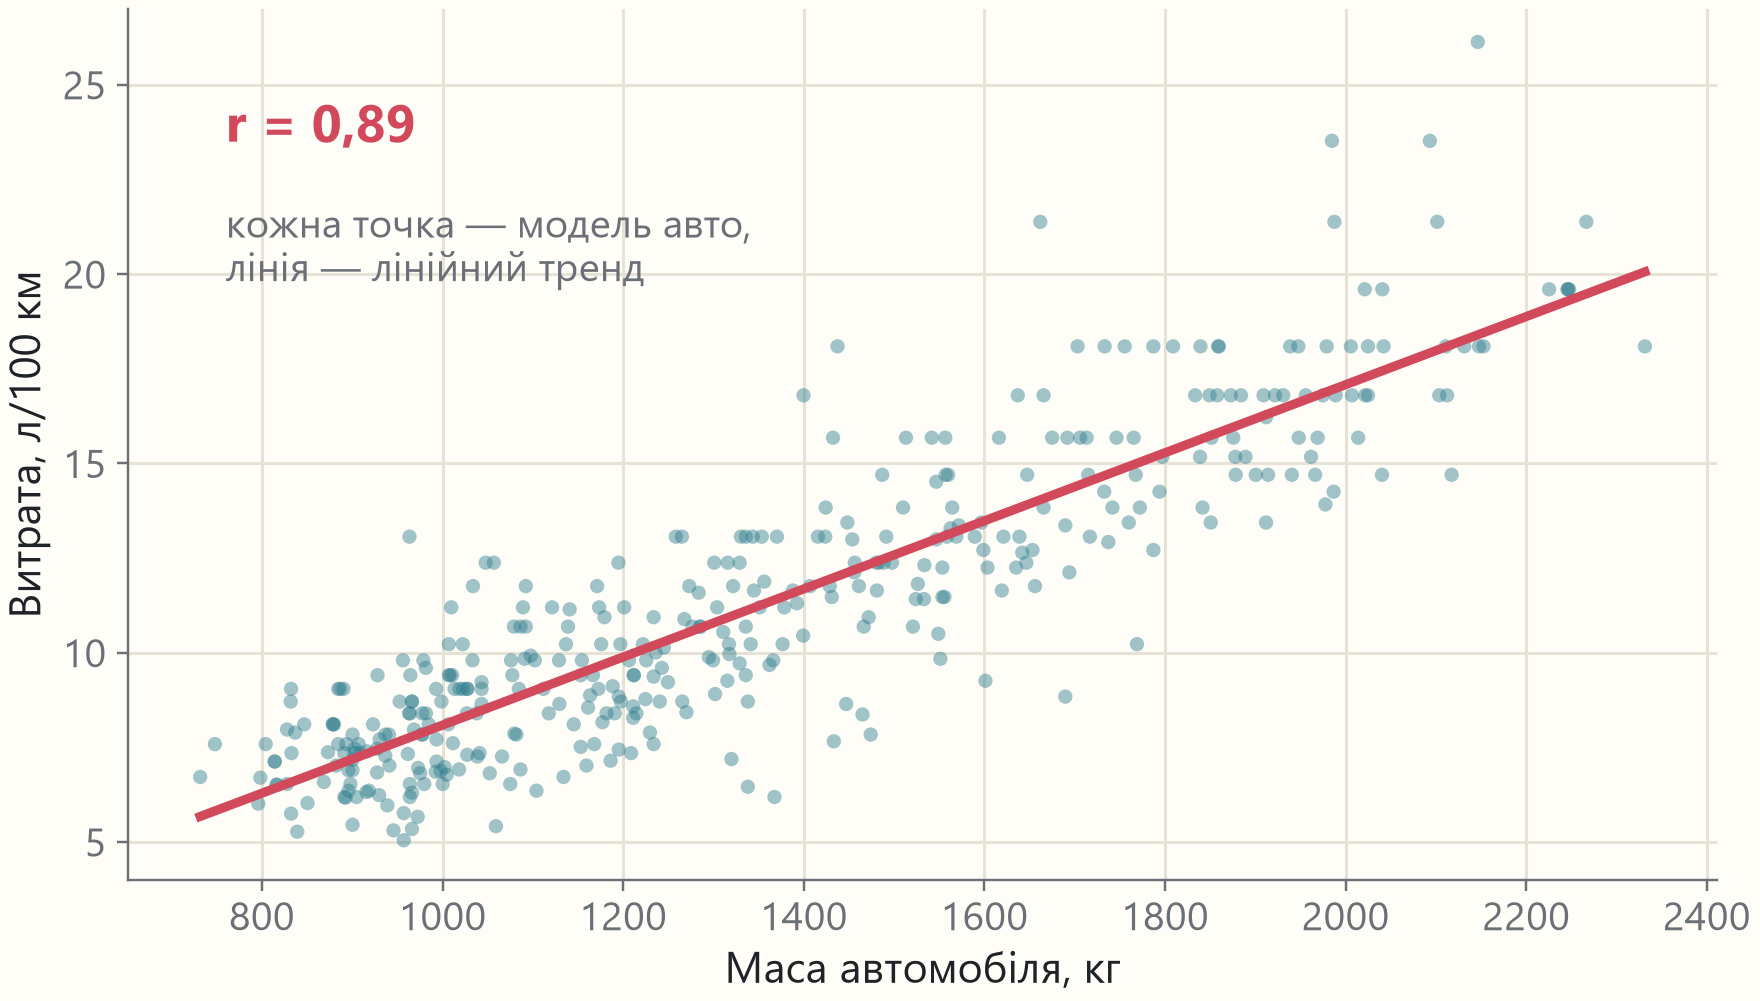 25
20
15
10
5
Витрата, л/100 км
r = 0,89
кожна точка — модель авто,
лінія — лінійний тренд
800 1000 1200 1400 1600 1800 2000 2200 2400
Маса автомобіля, кг